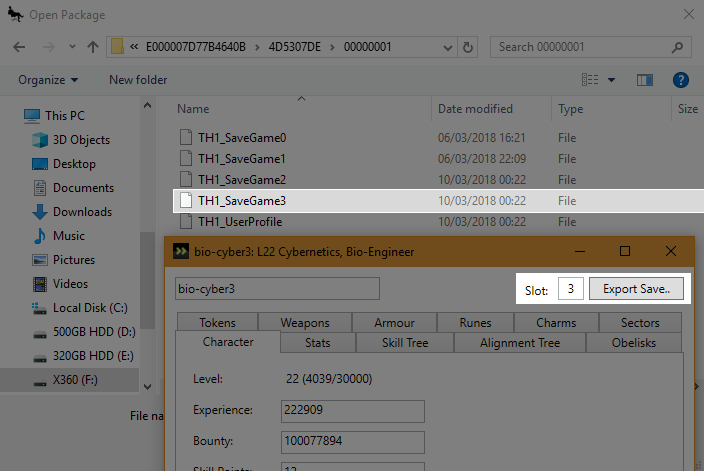 Open Package
E000007D77B4640B 4D5307DE 00000001 Search 00000001
Organize New folder ?
Name Date modified Type Size
This PC
3D Objects
Desktop
Documents
Downloads
Music
Pictures
Videos
Local Disk (C:)
500GB HDD (D:)
320GB HDD (E:)
X360 (F:)
TH1_SaveGame0 06/03/2018 16:21 File
TH1_SaveGame1 06/03/2018 22:09 File
TH1_SaveGame2 10/03/2018 00:22 File
TH1_SaveGame3 10/03/2018 00:22 File
TH1_UserProfile 10/03/2018 00:22 File
File na
bio-cyber3: L22 Cybernetics, Bio-Engineer
bio-cyber3 Slot: 3 Export Save..
Tokens Weapons Armour Runes Charms Sectors
Character Stats Skill Tree Alignment Tree Obelisks
Level: 22 (4039/30000)
Experience: 222909
Bounty: 100077894
Skill Points: 12